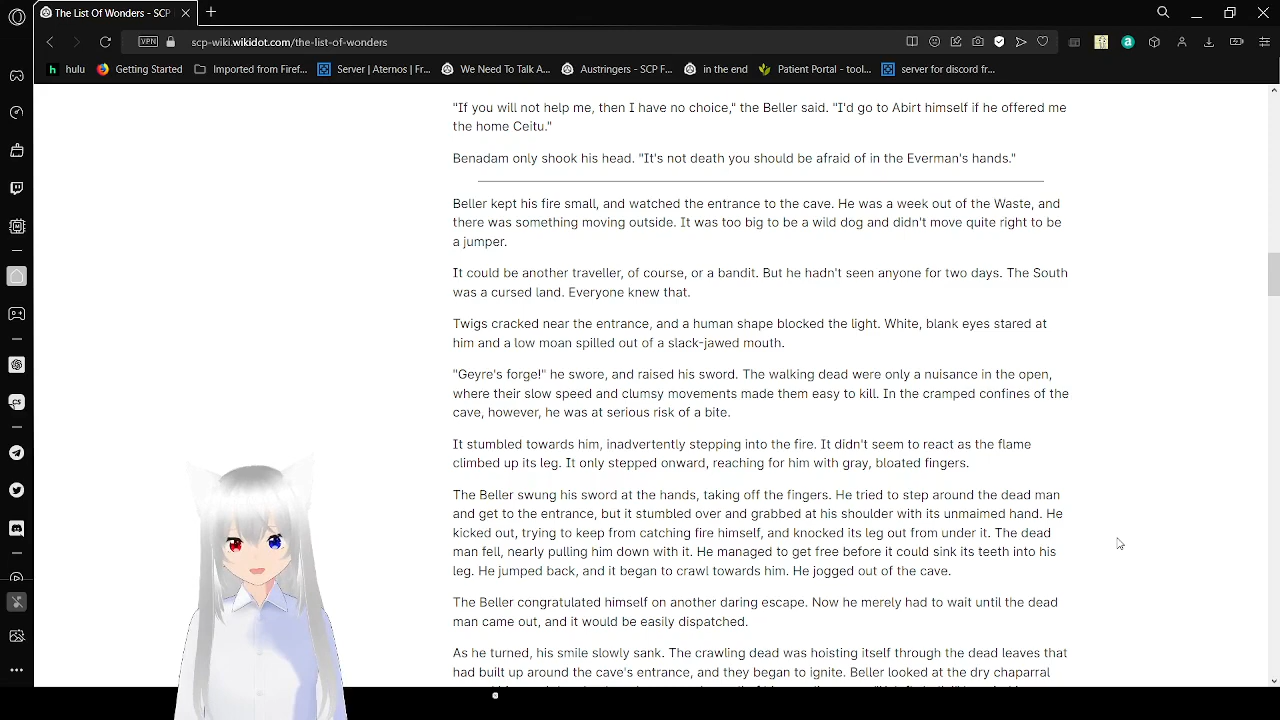 The List Of Wonders - SCP
VPN
scp-wiki.wikidot.com/the-list-of-wonders
hulu
Getting Started
Imported from Firef...
Server | Aternos | Fr...
We Need To Talk A...
Austringers - SCP F...
in the end
Patient Portal - tool...
server for discord fr...
"If you will not help me, then I have no choice," the Beller said. "I'd go to Abirt himself if he offered me
the home Ceitu."
Benadam only shook his head. "It's not death you should be afraid of in the Everman's hands."
Beller kept his fire small, and watched the entrance to the cave. He was a week out of the Waste, and
there was something moving outside. It was too big to be a wild dog and didn't move quite right to be
a jumper.
It could be another traveller, of course, or a bandit. But he hadn't seen anyone for two days. The South
was a cursed land. Everyone knew that.
Twigs cracked near the entrance, and a human shape blocked the light. White, blank eyes stared at
him and a low moan spilled out of a slack-jawed mouth.
"Geyre's forge!" he swore, and raised his sword. The walking dead were only a nuisance in the open,
where their slow speed and clumsy movements made them easy to kill. In the cramped confines of the
cave, however, he was at serious risk of a bite.
It stumbled towards him, inadvertently stepping into the fire. It didn't seem to react as the flame
climbed up its leg. It only stepped onward, reaching for him with gray, bloated fingers.
The Beller swung his sword at the hands, taking off the fingers. He tried to step around the dead man
and get to the entrance, but it stumbled over and grabbed at his shoulder with its unmaimed hand. He
kicked out, trying to keep from catching fire himself, and knocked its leg out from under it. The dead
man fell, nearly pulling him down with it. He managed to get free before it could sink its teeth into his
leg. He jumped back, and it began to crawl towards him. He jogged out of the cave.
The Beller congratulated himself on another daring escape. Now he merely had to wait until the dead
man came out, and it would be easily dispatched.
As he turned, his smile slowly sank. The crawling dead was hoisting itself through the dead leaves that
had built up around the cave's entrance, and they began to ignite. Beller looked at the dry chaparral